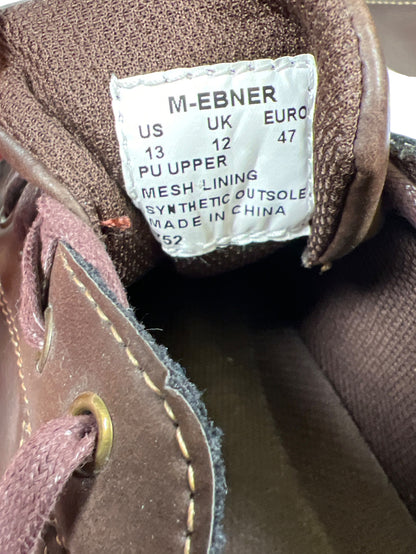 M-EBNER
US UK EURO
13 12 47
PU UPPER
MESH LINING
SYNTHETIC OUTSOLE
MADE IN CHINA